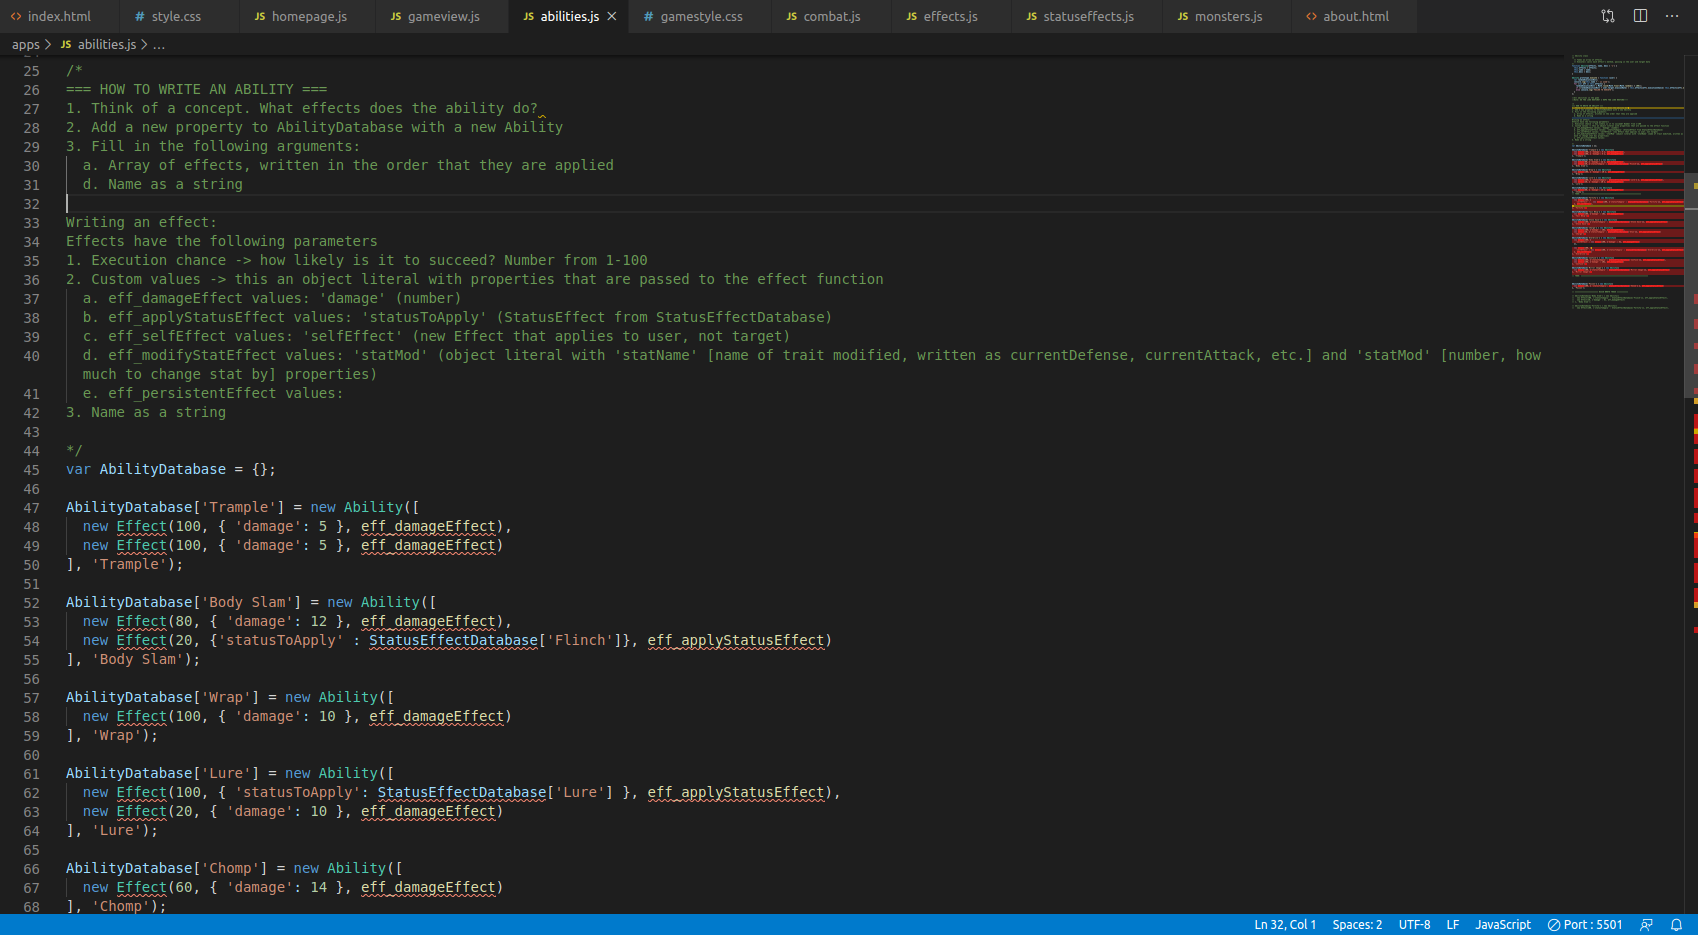 <> index.html # style.css JS homepage.js JS gameview.js JS abilities.js × # gamestyle.css JS combat.js JS effects.js JS statuseffects.js JS monsters.js <> about.html ...
apps > JS abilities.js > ...
25 /*
26 === HOW TO WRITE AN ABILITY ===
27 1. Think of a concept. What effects does the ability do?
28 2. Add a new property to AbilityDatabase with a new Ability
29 3. Fill in the following arguments:
30   a. Array of effects, written in the order that they are applied
31   d. Name as a string
32
33 Writing an effect:
34 Effects have the following parameters
35 1. Execution chance -> how likely is it to succeed? Number from 1-100
36 2. Custom values -> this an object literal with properties that are passed to the effect function
37   a. eff_damageEffect values: 'damage' (number)
38   b. eff_applyStatusEffect values: 'statusToApply' (StatusEffect from StatusEffectDatabase)
39   c. eff_selfEffect values: 'selfEffect' (new Effect that applies to user, not target)
40   d. eff_modifyStatEffect values: 'statMod' (object literal with 'statName' [name of trait modified, written as currentDefense, currentAttack, etc.] and 'statMod' [number, how
much to change stat by] properties)
41   e. eff_persistentEffect values:
42 3. Name as a string
43
44 */
45 var AbilityDatabase = {};
46
47 AbilityDatabase['Trample'] = new Ability([
48   new Effect(100, { 'damage': 5 }, eff_damageEffect),
49   new Effect(100, { 'damage': 5 }, eff_damageEffect)
50 ], 'Trample');
51
52 AbilityDatabase['Body Slam'] = new Ability([
53   new Effect(80, { 'damage': 12 }, eff_damageEffect),
54   new Effect(20, {'statusToApply' : StatusEffectDatabase['Flinch']}, eff_applyStatusEffect)
55 ], 'Body Slam');
56
57 AbilityDatabase['Wrap'] = new Ability([
58   new Effect(100, { 'damage': 10 }, eff_damageEffect)
59 ], 'Wrap');
60
61 AbilityDatabase['Lure'] = new Ability([
62   new Effect(100, { 'statusToApply': StatusEffectDatabase['Lure'] }, eff_applyStatusEffect),
63   new Effect(20, { 'damage': 10 }, eff_damageEffect)
64 ], 'Lure');
65
66 AbilityDatabase['Chomp'] = new Ability([
67   new Effect(60, { 'damage': 14 }, eff_damageEffect)
68 ], 'Chomp');
Ln 32, Col 1 Spaces: 2 UTF-8 LF JavaScript Port : 5501